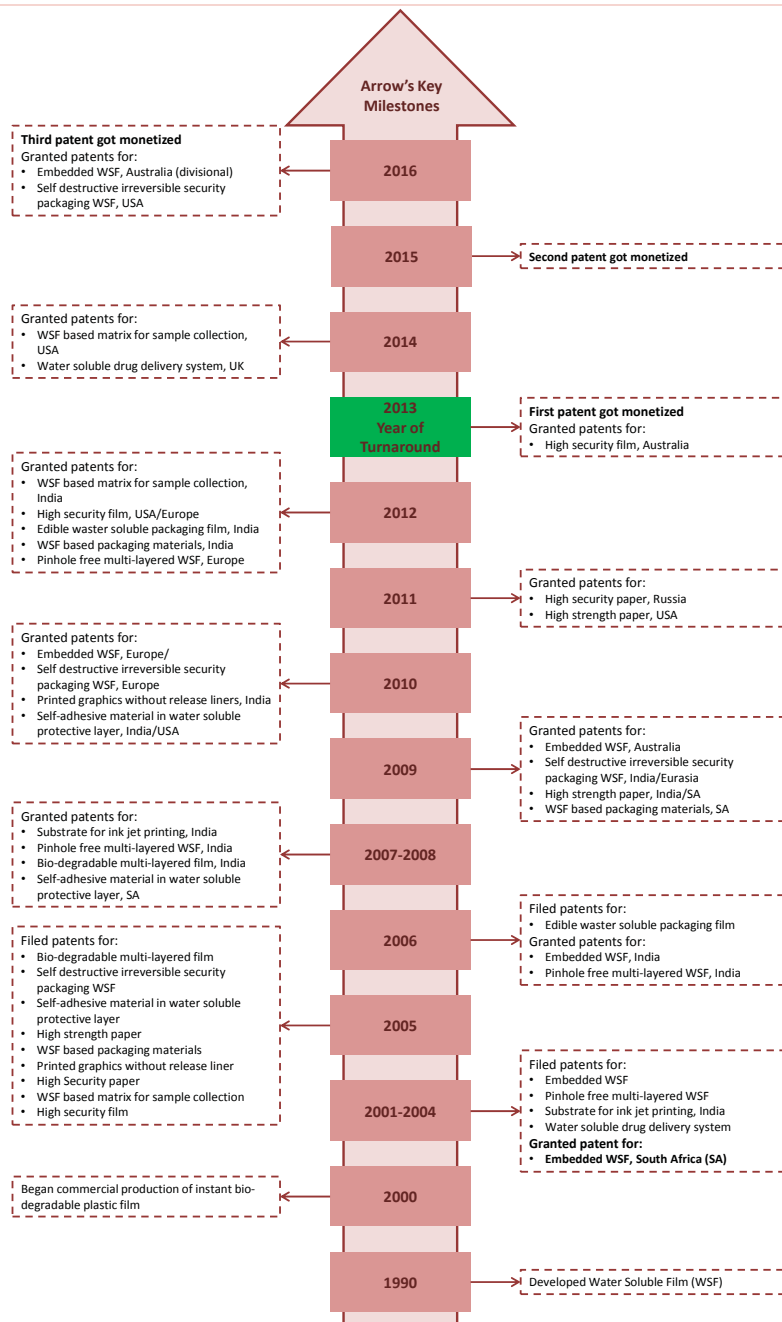 Arrow's Key
Milestones
Third patent got monetized
Granted patents for:
• Embedded WSF, Australia (divisional)
• Self destructive irreversible security
packaging WSF, USA
2016
2015
Second patent got monetized
Granted patents for:
• WSF based matrix for sample collection,
USA
• Water soluble drug delivery system, UK
2014
2013
Year of
Turnaround
First patent got monetized
Granted patents for:
• High security film, Australia
Granted patents for:
• WSF based matrix for sample collection,
India
• High security film, USA/Europe
• Edible waster soluble packaging film, India
• WSF based packaging materials, India
• Pinhole free multi-layered WSF, Europe
2012
2011
Granted patents for:
• High security paper, Russia
• High strength paper, USA
Granted patents for:
• Embedded WSF, Europe/
• Self destructive irreversible security
packaging WSF, Europe
• Printed graphics without release liners, India
• Self-adhesive material in water soluble
protective layer, India/USA
2010
2009
Granted patents for:
• Embedded WSF, Australia
• Self destructive irreversible security
packaging WSF, India/Eurasia
• High strength paper, India/SA
• WSF based packaging materials, SA
Granted patents for:
• Substrate for ink jet printing, India
• Pinhole free multi-layered WSF, India
• Bio-degradable multi-layered film, India
• Self-adhesive material in water soluble
protective layer, SA
2007-2008
2006
Filed patents for:
• Edible waster soluble packaging film
Granted patents for:
• Embedded WSF, India
• Pinhole free multi-layered WSF, India
Filed patents for:
• Bio-degradable multi-layered film
• Self destructive irreversible security
packaging WSF
• Self-adhesive material in water soluble
protective layer
• High strength paper
• WSF based packaging materials
• Printed graphics without release liner
• High Security paper
• WSF based matrix for sample collection
• High security film
2005
2001-2004
Filed patents for:
• Embedded WSF
• Pinhole free multi-layered WSF
• Substrate for ink jet printing, India
• Water soluble drug delivery system
Granted patent for:
• Embedded WSF, South Africa (SA)
Began commercial production of instant bio-
degradable plastic film
2000
1990
Developed Water Soluble Film (WSF)